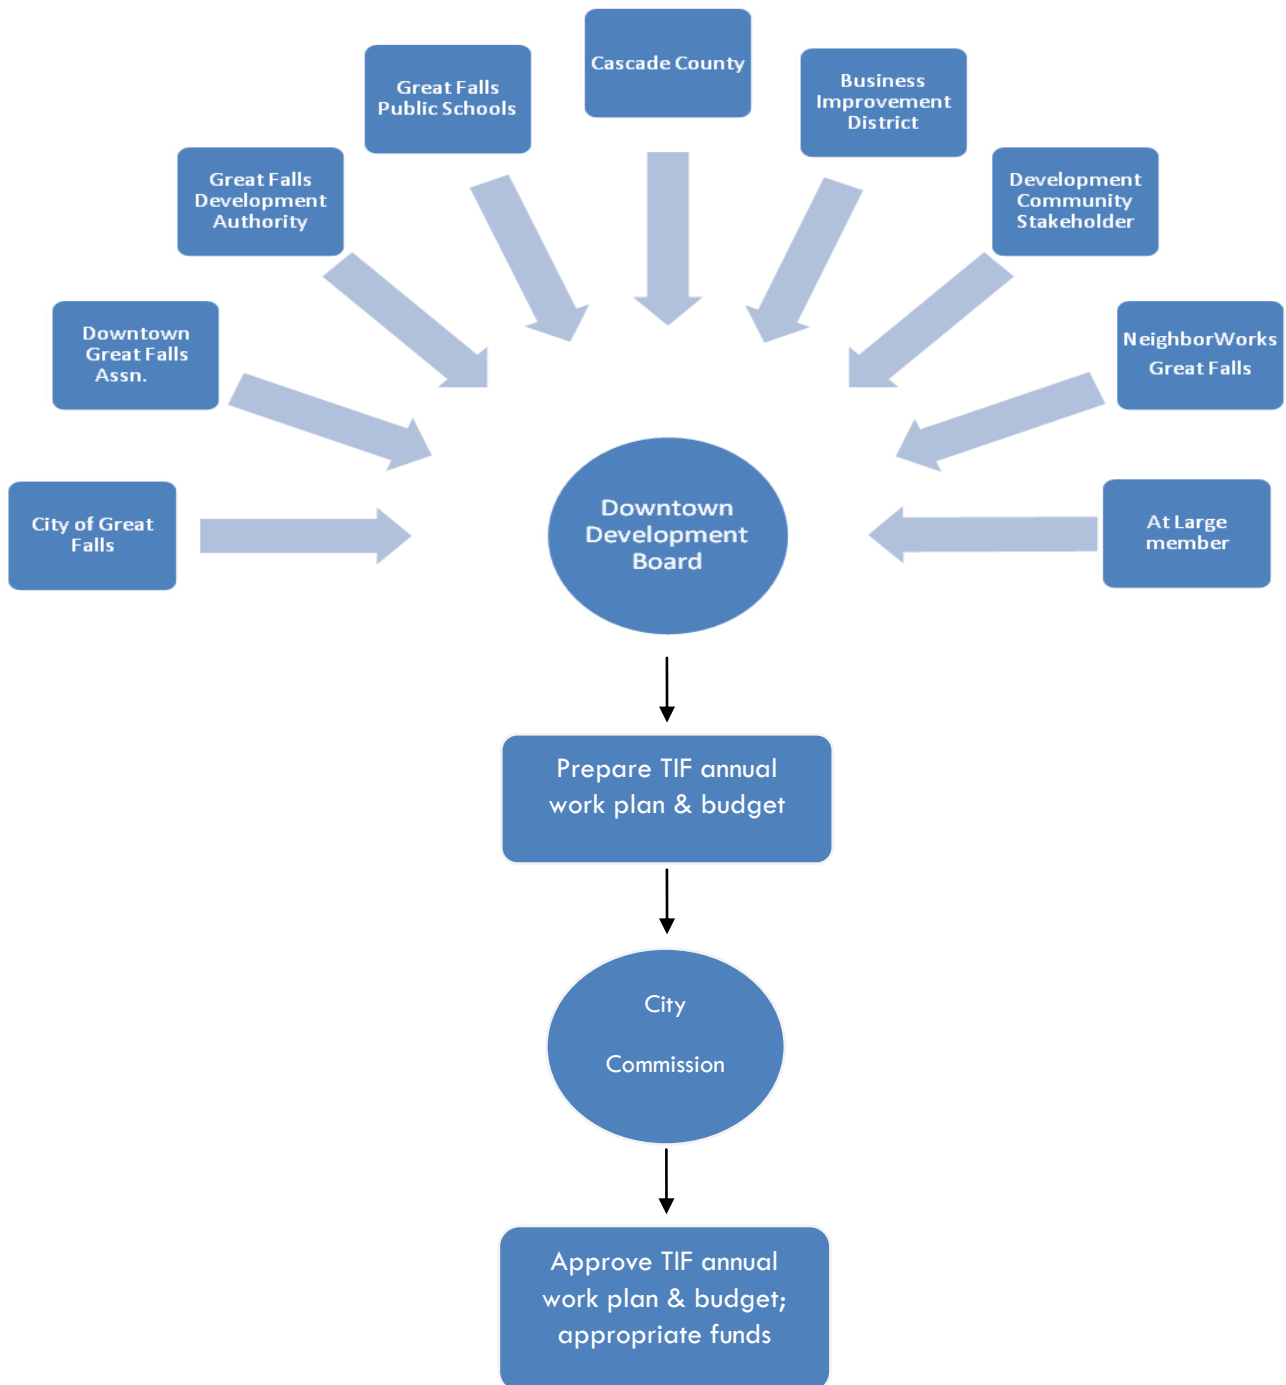 Cascade County
Great Falls
Public Schools
Business
Improvement
District
Great Falls
Development
Authority
Development
Community
Stakeholder
Downtown
Great Falls
Assn.
NeighborWorks
Great Falls
City of Great
Falls
Downtown
Development
Board
At Large
member
Prepare TIF annual
work plan & budget
City
Commission
Approve TIF annual
work plan & budget;
appropriate funds